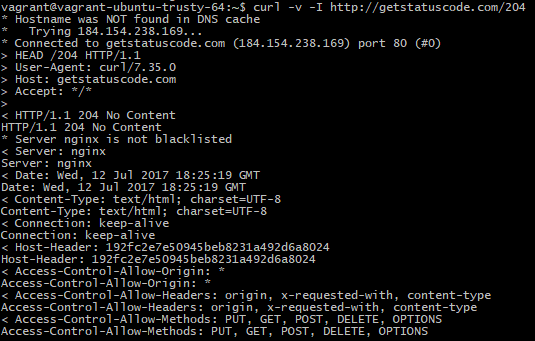 vagrant@vagrant-ubuntu-trusty-64:~$ curl -v -I http://getstatuscode.com/204
* Hostname was NOT found in DNS cache
*   Trying 184.154.238.169...
* Connected to getstatuscode.com (184.154.238.169) port 80 (#0)
> HEAD /204 HTTP/1.1
> User-Agent: curl/7.35.0
> Host: getstatuscode.com
> Accept: */*
>
< HTTP/1.1 204 No Content
HTTP/1.1 204 No Content
* Server nginx is not blacklisted
< Server: nginx
Server: nginx
< Date: Wed, 12 Jul 2017 18:25:19 GMT
Date: Wed, 12 Jul 2017 18:25:19 GMT
< Content-Type: text/html; charset=UTF-8
Content-Type: text/html; charset=UTF-8
< Connection: keep-alive
Connection: keep-alive
< Host-Header: 192fc2e7e50945beb8231a492d6a8024
Host-Header: 192fc2e7e50945beb8231a492d6a8024
< Access-Control-Allow-Origin: *
Access-Control-Allow-Origin: *
< Access-Control-Allow-Headers: origin, x-requested-with, content-type
Access-Control-Allow-Headers: origin, x-requested-with, content-type
< Access-Control-Allow-Methods: PUT, GET, POST, DELETE, OPTIONS
Access-Control-Allow-Methods: PUT, GET, POST, DELETE, OPTIONS